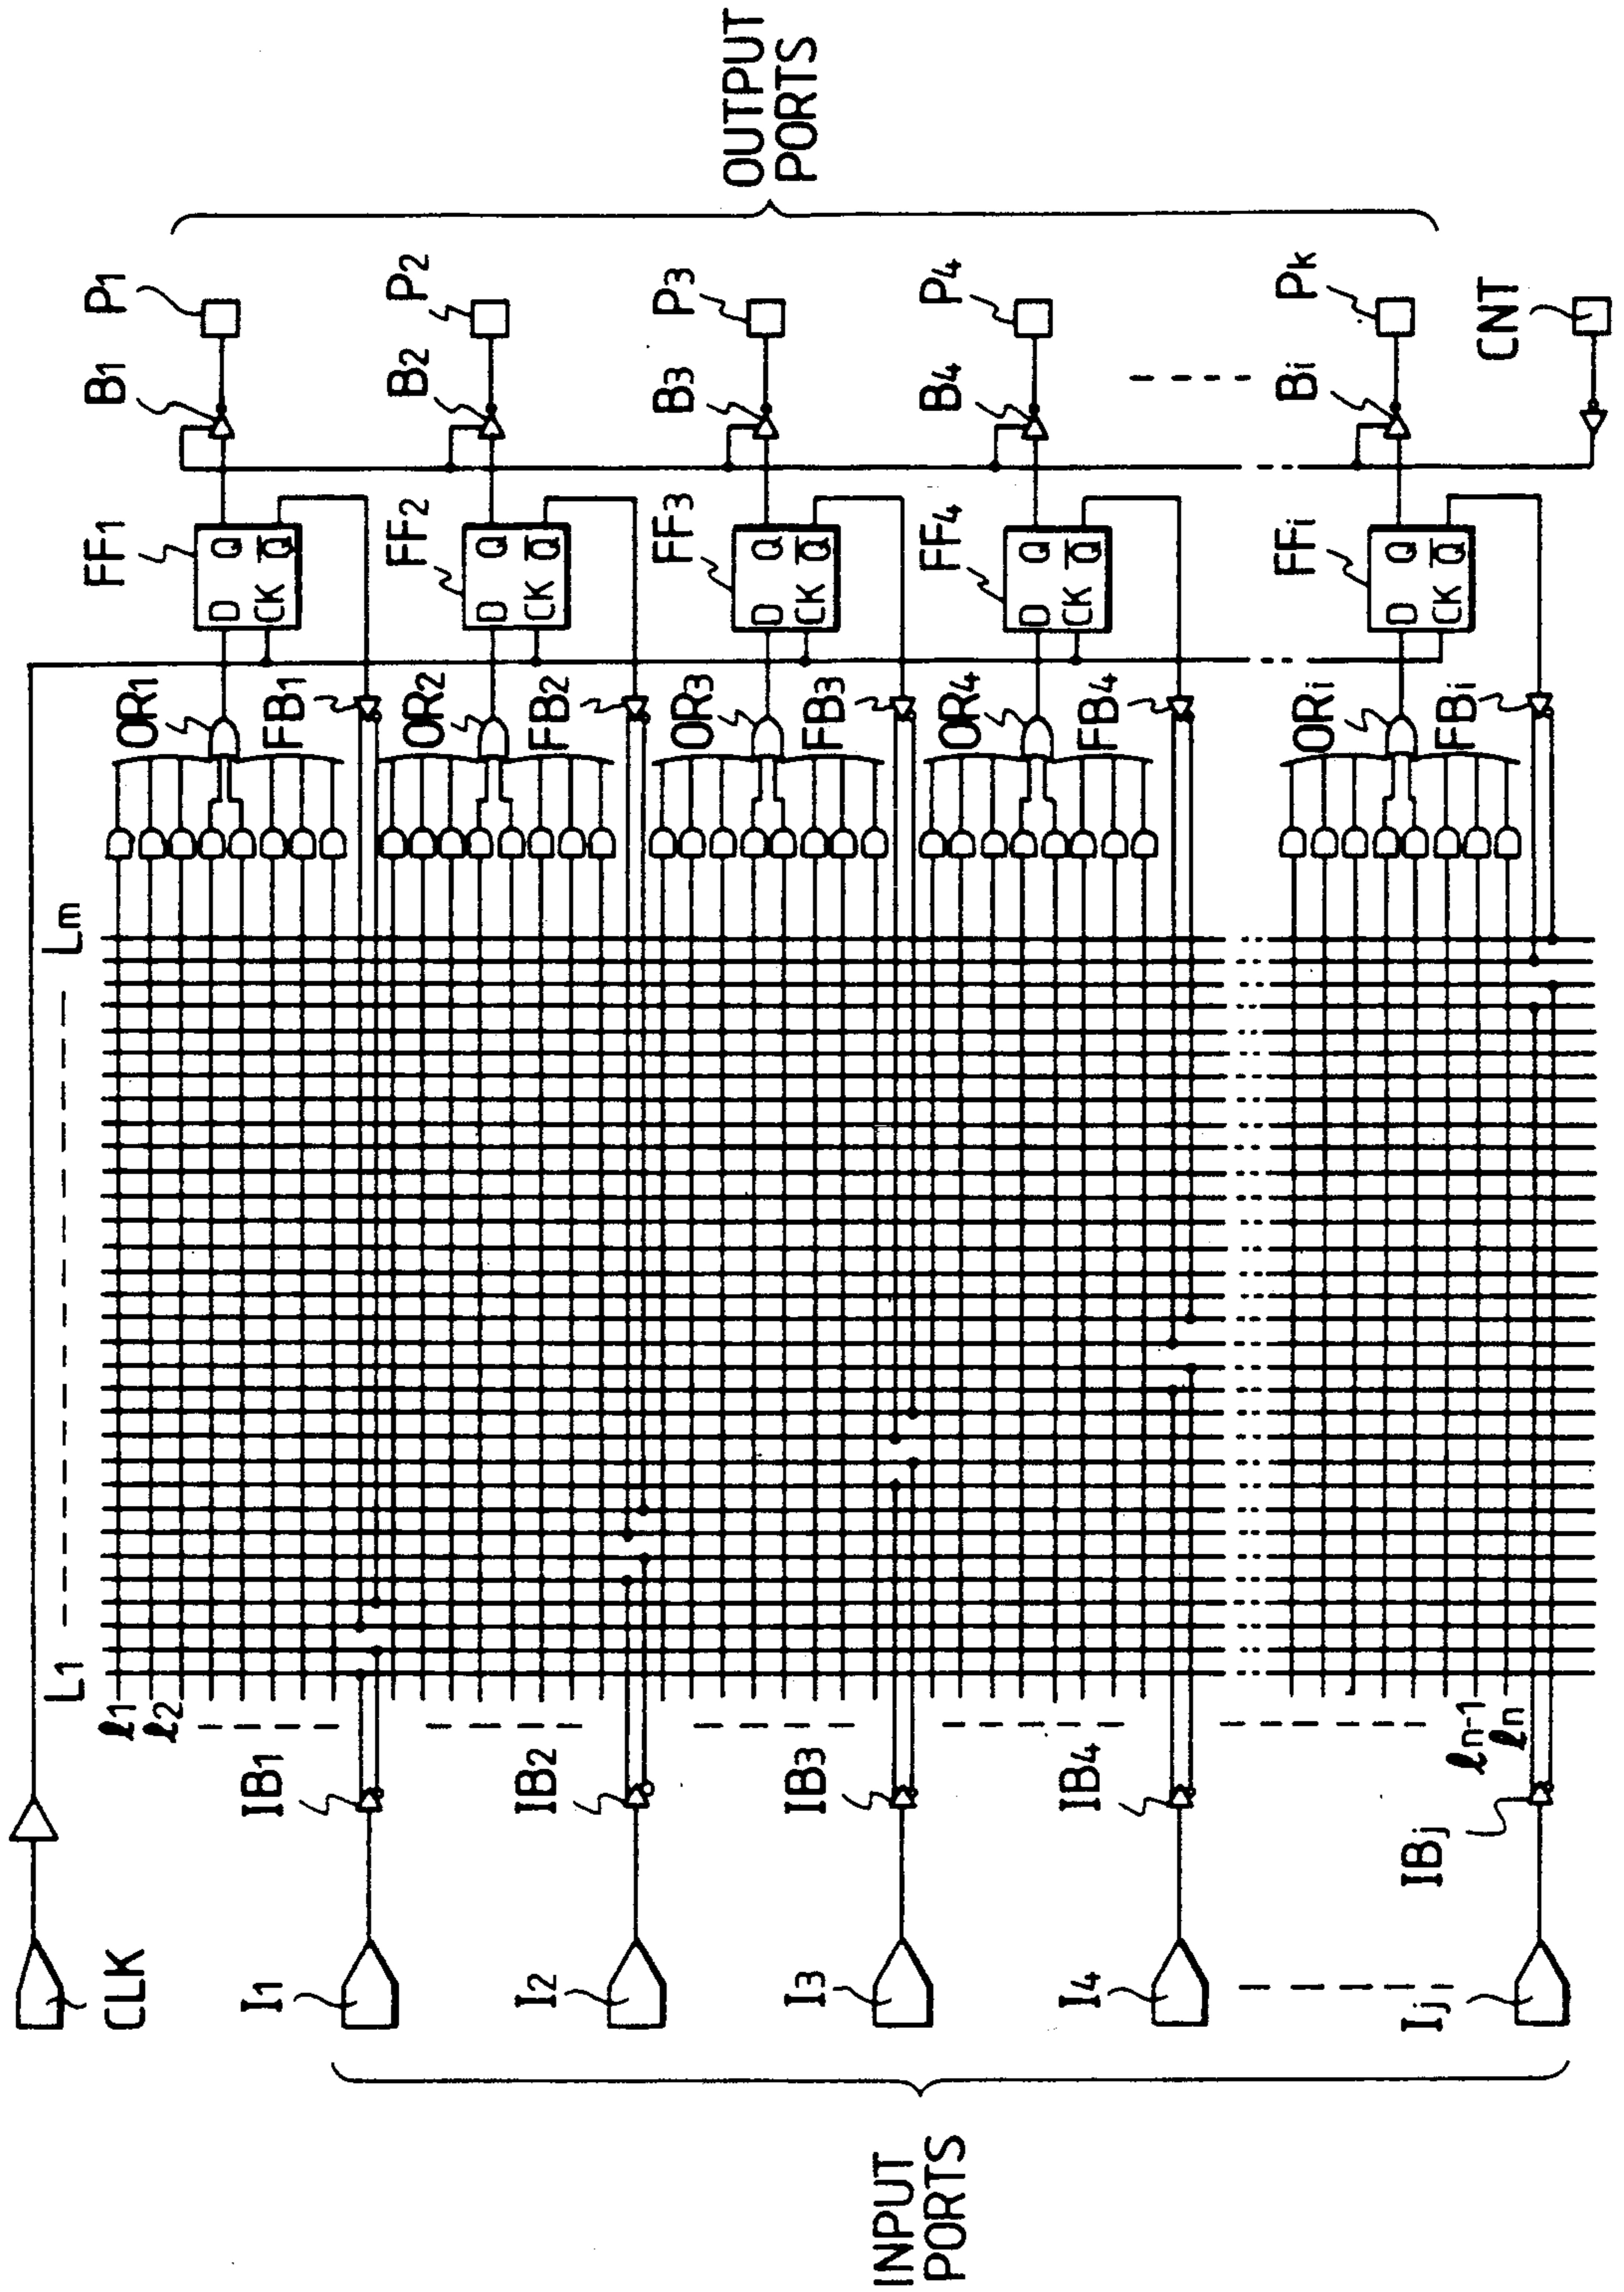 CLK
L1
Lm
l1
l2
OR1
FF1
D Q
CK Q̅
B1
P1
I1
IB1
FB1
OR2
FF2
D Q
CK Q̅
B2
P2
I2
IB2
FB2
OR3
FF3
D Q
CK Q̅
B3
P3
I3
IB3
FB3
OR4
FF4
D Q
CK Q̅
B4
P4
I4
IB4
FB4
ORi
FFi
D Q
CK Q̅
Bi
Pk
ln-1
ln
Ij
IBj
FBi
CNT
INPUT
PORTS
OUTPUT
PORTS